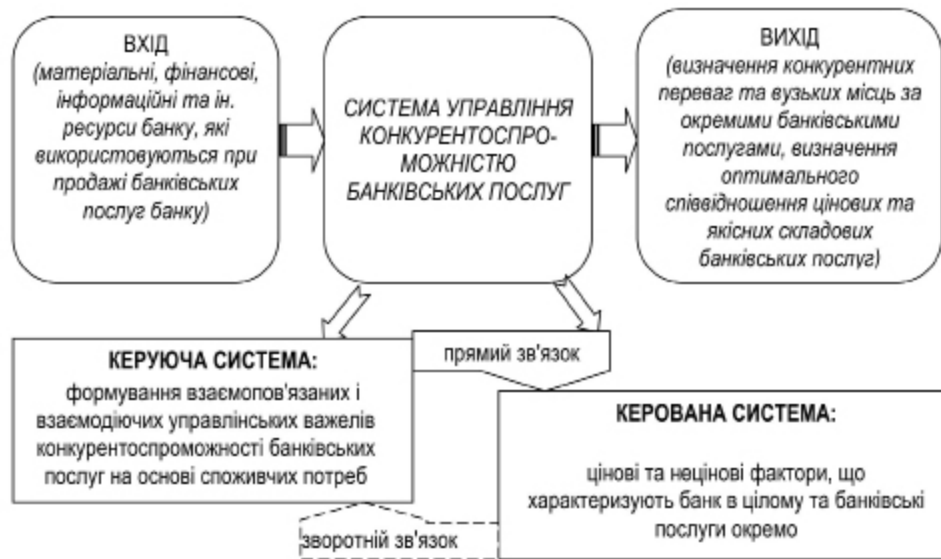 ВХІД
(матеріальні, фінансові,
інформаційні та ін.
ресурси банку, які
використовуються при
продажі банківських
послуг банку)
СИСТЕМА УПРАВЛІННЯ
КОНКУРЕНТОСПРО-
МОЖНІСТЮ
БАНКІВСЬКИХ ПОСЛУГ
ВИХІД
(визначення конкурентних
переваг та вузьких місць за
окремими банківськими
послугами, визначення
оптимального
співвідношення цінових та
якісних складових
банківських послуг)
КЕРУЮЧА СИСТЕМА:
формування взаємопов'язаних і
взаємодіючих управлінських важелів
конкурентоспроможності банківських
послуг на основі споживчих потреб
прямий зв'язок
КЕРОВАНА СИСТЕМА:
цінові та нецінові фактори, що
характеризують банк в цілому та банківські
послуги окремо
зворотній зв'язок